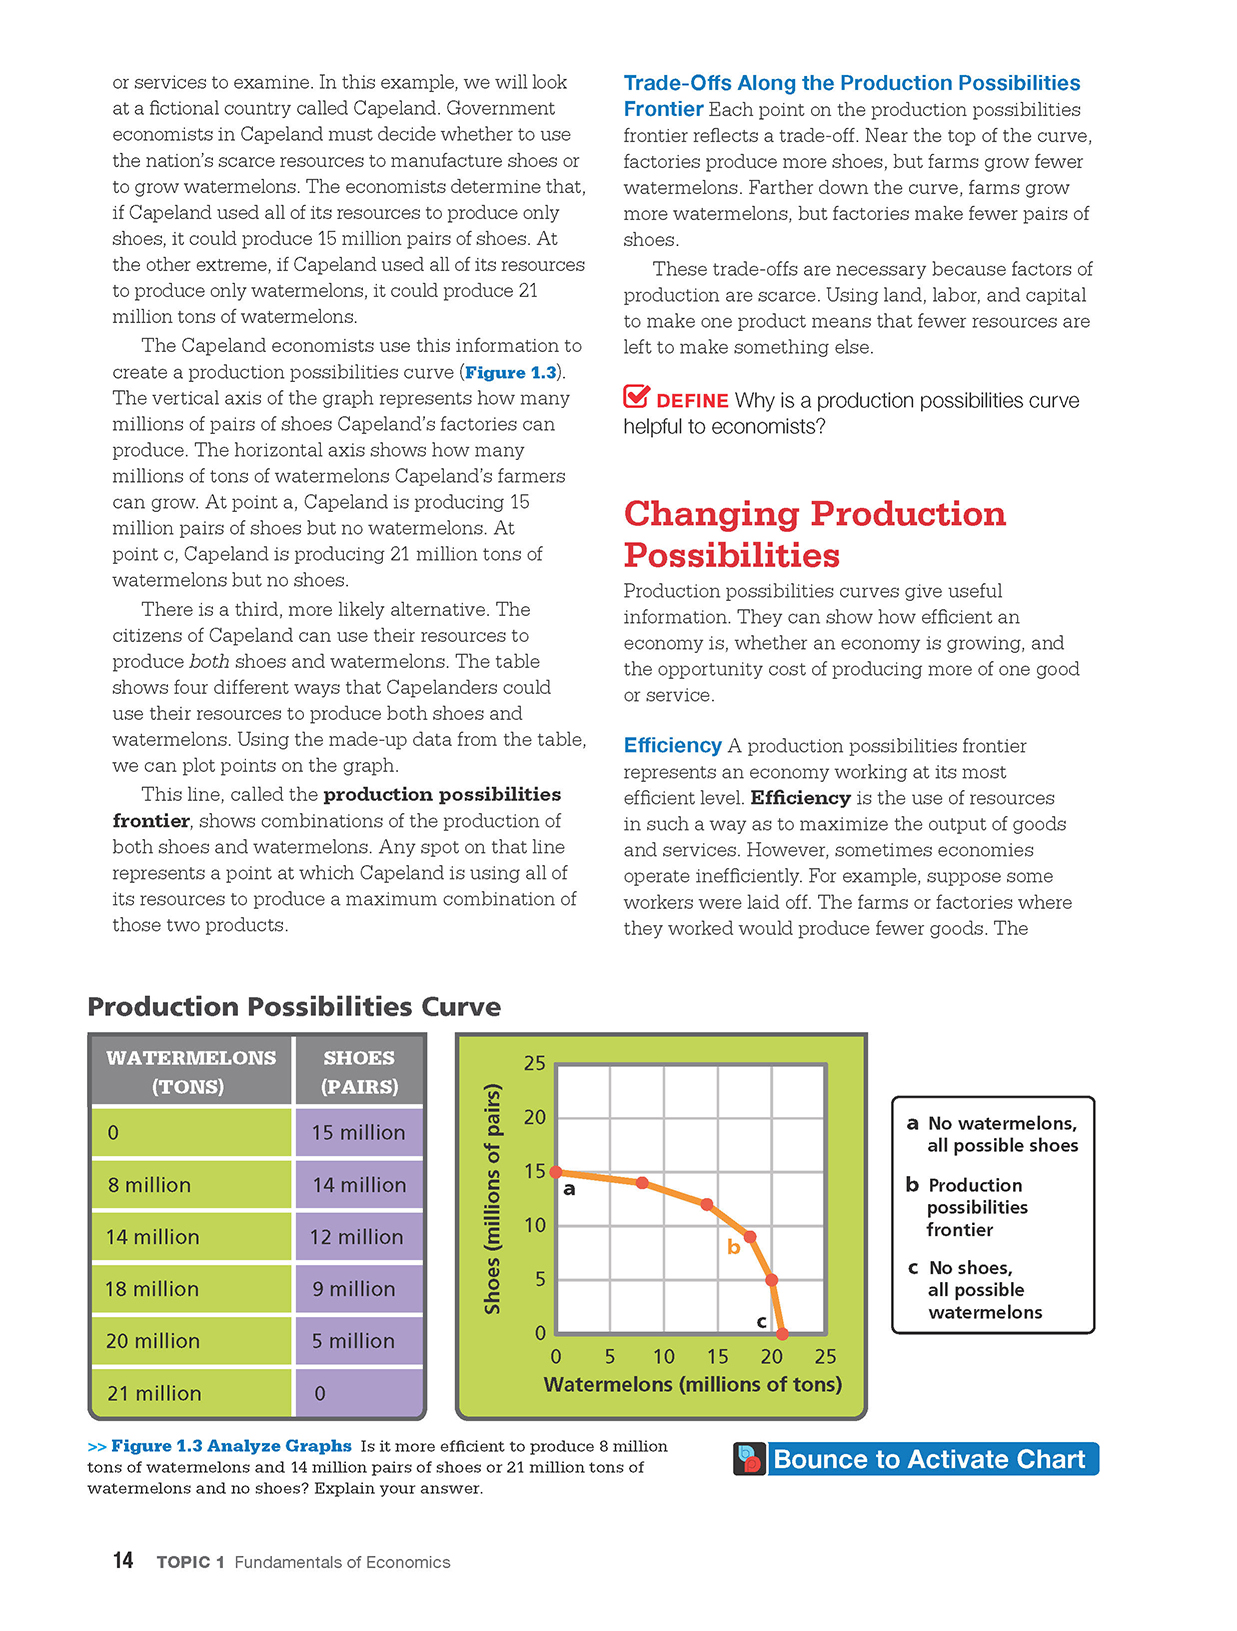 or services to examine. In this example, we will look
at a fictional country called Capeland. Government
economists in Capeland must decide whether to use
the nation's scarce resources to manufacture shoes or
to grow watermelons. The economists determine that,
if Capeland used all of its resources to produce only
shoes, it could produce 15 million pairs of shoes. At
the other extreme, if Capeland used all of its resources
to produce only watermelons, it could produce 21
million tons of watermelons.
The Capeland economists use this information to
create a production possibilities curve (Figure 1.3).
The vertical axis of the graph represents how many
millions of pairs of shoes Capeland's factories can
produce. The horizontal axis shows how many
millions of tons of watermelons Capeland's farmers
can grow. At point a, Capeland is producing 15
million pairs of shoes but no watermelons. At
point c, Capeland is producing 21 million tons of
watermelons but no shoes.
There is a third, more likely alternative. The
citizens of Capeland can use their resources to
produce both shoes and watermelons. The table
shows four different ways that Capelanders could
use their resources to produce both shoes and
watermelons. Using the made-up data from the table,
we can plot points on the graph.
This line, called the production possibilities
frontier, shows combinations of the production of
both shoes and watermelons. Any spot on that line
represents a point at which Capeland is using all of
its resources to produce a maximum combination of
those two products.
Trade-Offs Along the Production Possibilities
Frontier Each point on the production possibilities
frontier reflects a trade-off. Near the top of the curve,
factories produce more shoes, but farms grow fewer
watermelons. Farther down the curve, farms grow
more watermelons, but factories make fewer pairs of
shoes.
These trade-offs are necessary because factors of
production are scarce. Using land, labor, and capital
to make one product means that fewer resources are
left to make something else.
DEFINE Why is a production possibilities curve
helpful to economists?
Changing Production
Possibilities
Production possibilities curves give useful
information. They can show how efficient an
economy is, whether an economy is growing, and
the opportunity cost of producing more of one good
or service.
Efficiency A production possibilities frontier
represents an economy working at its most
efficient level. Efficiency is the use of resources
in such a way as to maximize the output of goods
and services. However, sometimes economies
operate inefficiently. For example, suppose some
workers were laid off. The farms or factories where
they worked would produce fewer goods. The
Production Possibilities Curve
WATERMELONS SHOES
(TONS) (PAIRS)
0 15 million
8 million 14 million
14 million 12 million
18 million 9 million
20 million 5 million
21 million 0
Shoes (millions of pairs)
25
20
15
10
5
0
a
b
c
0 5 10 15 20 25
Watermelons (millions of tons)
a No watermelons,
all possible shoes
b Production
possibilities
frontier
c No shoes,
all possible
watermelons
>> Figure 1.3 Analyze Graphs Is it more efficient to produce 8 million
tons of watermelons and 14 million pairs of shoes or 21 million tons of
watermelons and no shoes? Explain your answer.
Bounce to Activate Chart
14 TOPIC 1 Fundamentals of Economics